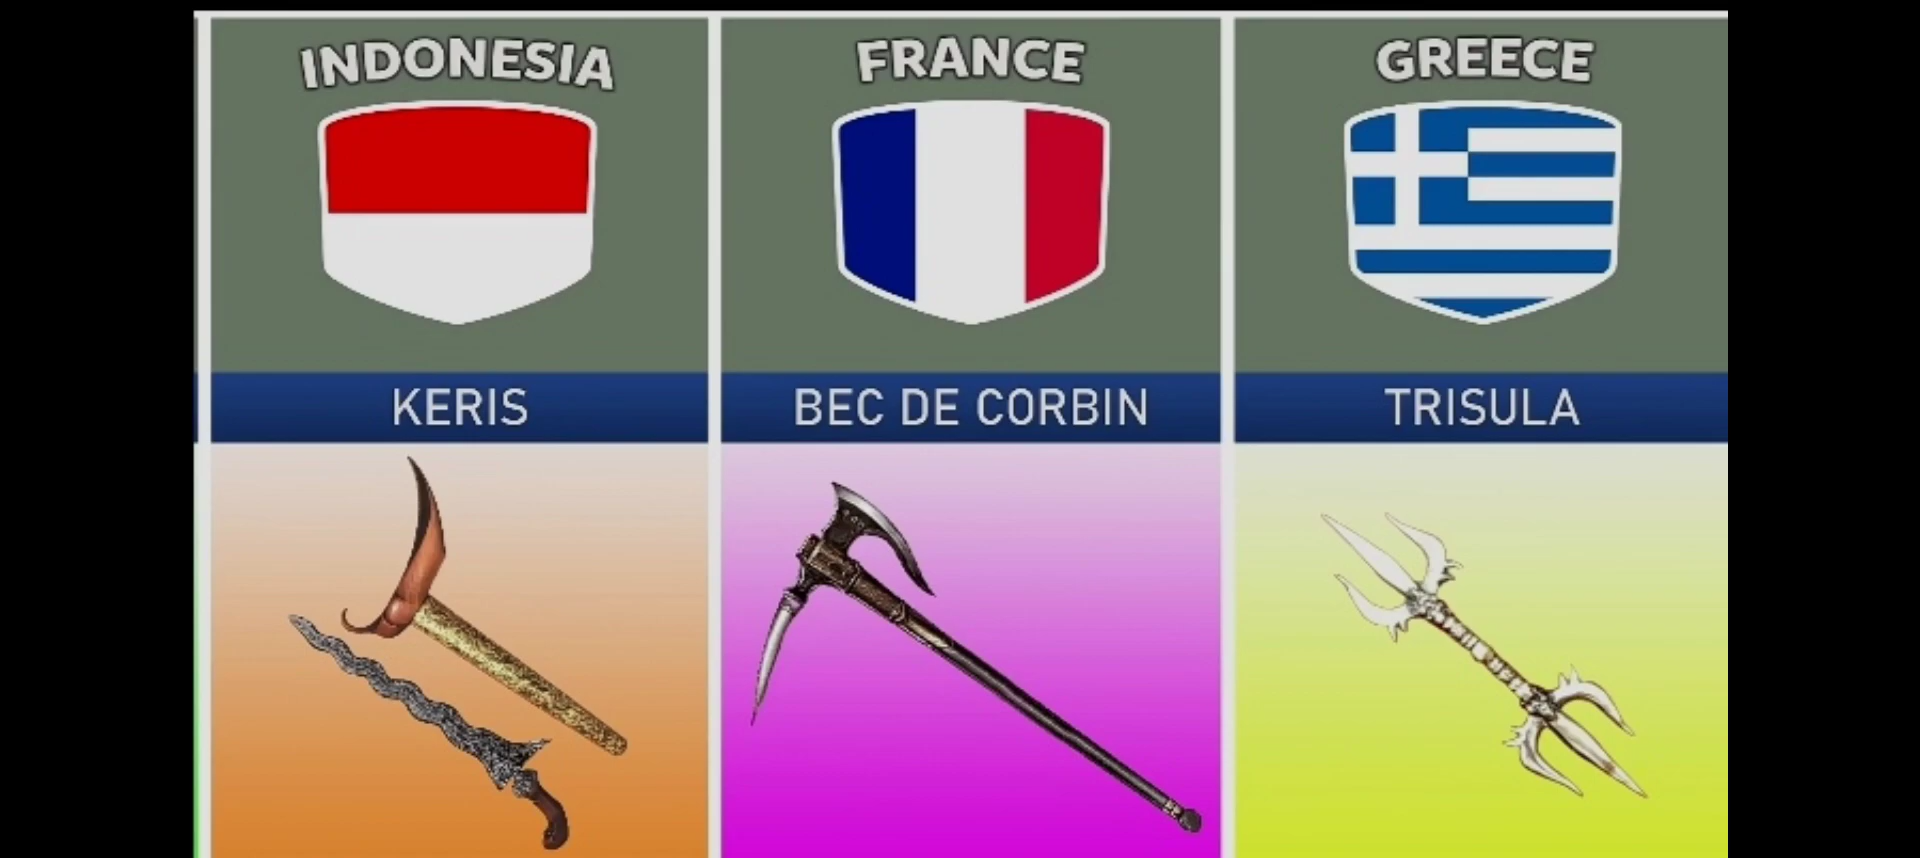 INDONESIA
FRANCE
GREECE
KERIS
BEC DE CORBIN
TRISULA